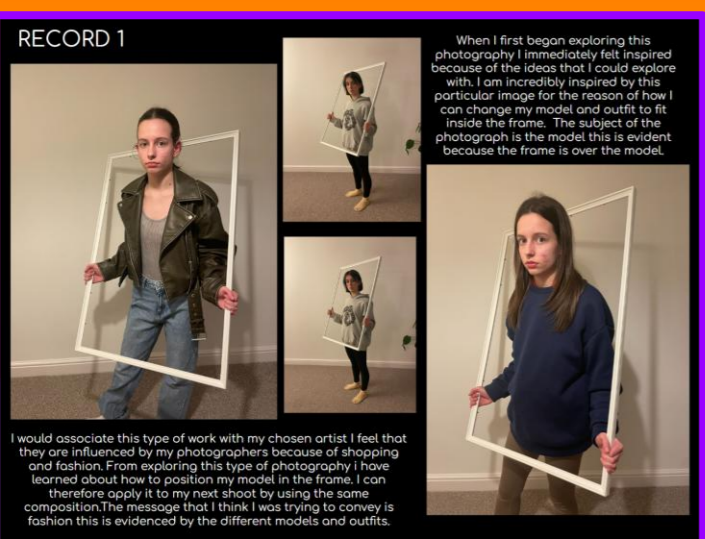 RECORD 1
When I first began exploring this
photography I immediately felt inspired
because of the ideas that I could explore
with. I am incredibly inspired by this
particular image for the reason of how I
can change my model and outfit to fit
inside the frame. The subject of the
photograph is the model this is evident
because the frame is over the model.
I would associate this type of work with my chosen artist I feel that
they are influenced by my photographers because of shopping
and fashion. From exploring this type of photography i have
learned about how to position my model in the frame. I can
therefore apply it to my next shoot by using the same
composition.The message that I think I was trying to convey is
fashion this is evidenced by the different models and outfits.